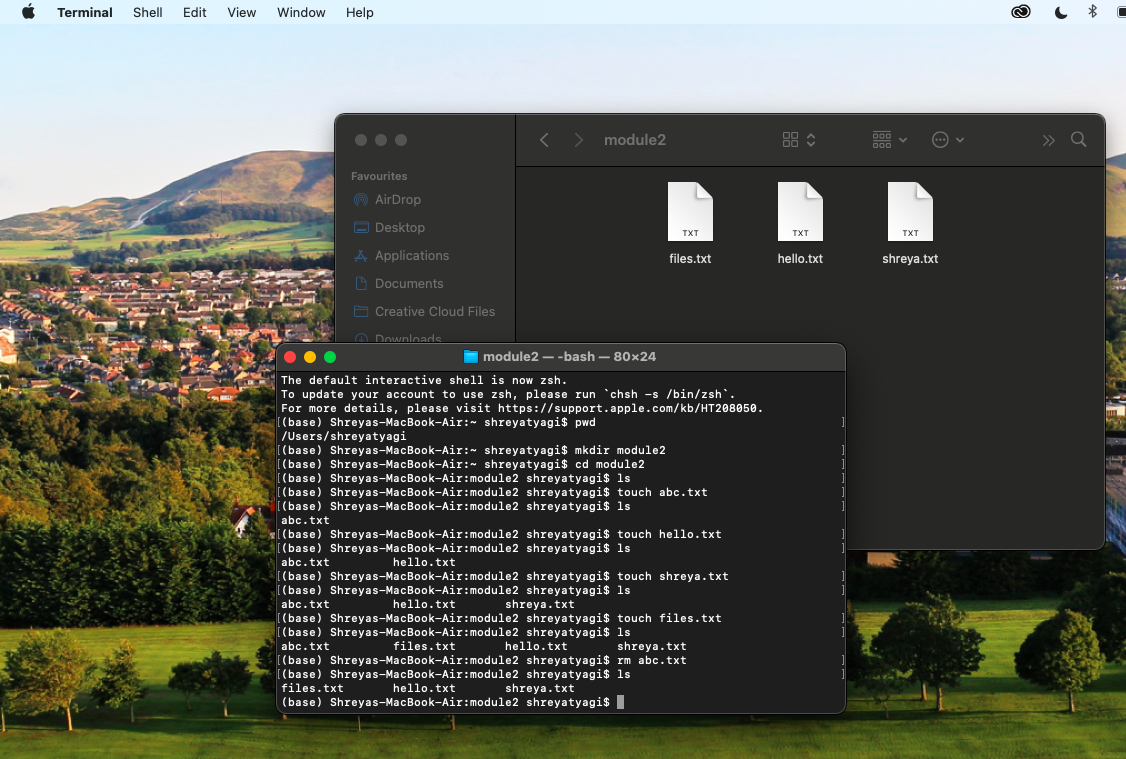 Terminal Shell Edit View Window Help
module2
Favourites
AirDrop
Desktop
Applications
Documents
Creative Cloud Files
Downloads
TXT TXT TXT
files.txt hello.txt shreya.txt
module2 — -bash — 80×24
The default interactive shell is now zsh.
To update your account to use zsh, please run `chsh -s /bin/zsh`.
For more details, please visit https://support.apple.com/kb/HT208050.
[(base) Shreyas-MacBook-Air:~ shreyatyagi$ pwd ]
/Users/shreyatyagi
[(base) Shreyas-MacBook-Air:~ shreyatyagi$ mkdir module2 ]
[(base) Shreyas-MacBook-Air:~ shreyatyagi$ cd module2 ]
[(base) Shreyas-MacBook-Air:module2 shreyatyagi$ ls ]
[(base) Shreyas-MacBook-Air:module2 shreyatyagi$ touch abc.txt ]
[(base) Shreyas-MacBook-Air:module2 shreyatyagi$ ls ]
abc.txt
[(base) Shreyas-MacBook-Air:module2 shreyatyagi$ touch hello.txt ]
[(base) Shreyas-MacBook-Air:module2 shreyatyagi$ ls ]
abc.txt hello.txt
[(base) Shreyas-MacBook-Air:module2 shreyatyagi$ touch shreya.txt ]
[(base) Shreyas-MacBook-Air:module2 shreyatyagi$ ls ]
abc.txt hello.txt shreya.txt
[(base) Shreyas-MacBook-Air:module2 shreyatyagi$ touch files.txt ]
[(base) Shreyas-MacBook-Air:module2 shreyatyagi$ ls ]
abc.txt files.txt hello.txt shreya.txt
[(base) Shreyas-MacBook-Air:module2 shreyatyagi$ rm abc.txt ]
[(base) Shreyas-MacBook-Air:module2 shreyatyagi$ ls ]
files.txt hello.txt shreya.txt
(base) Shreyas-MacBook-Air:module2 shreyatyagi$